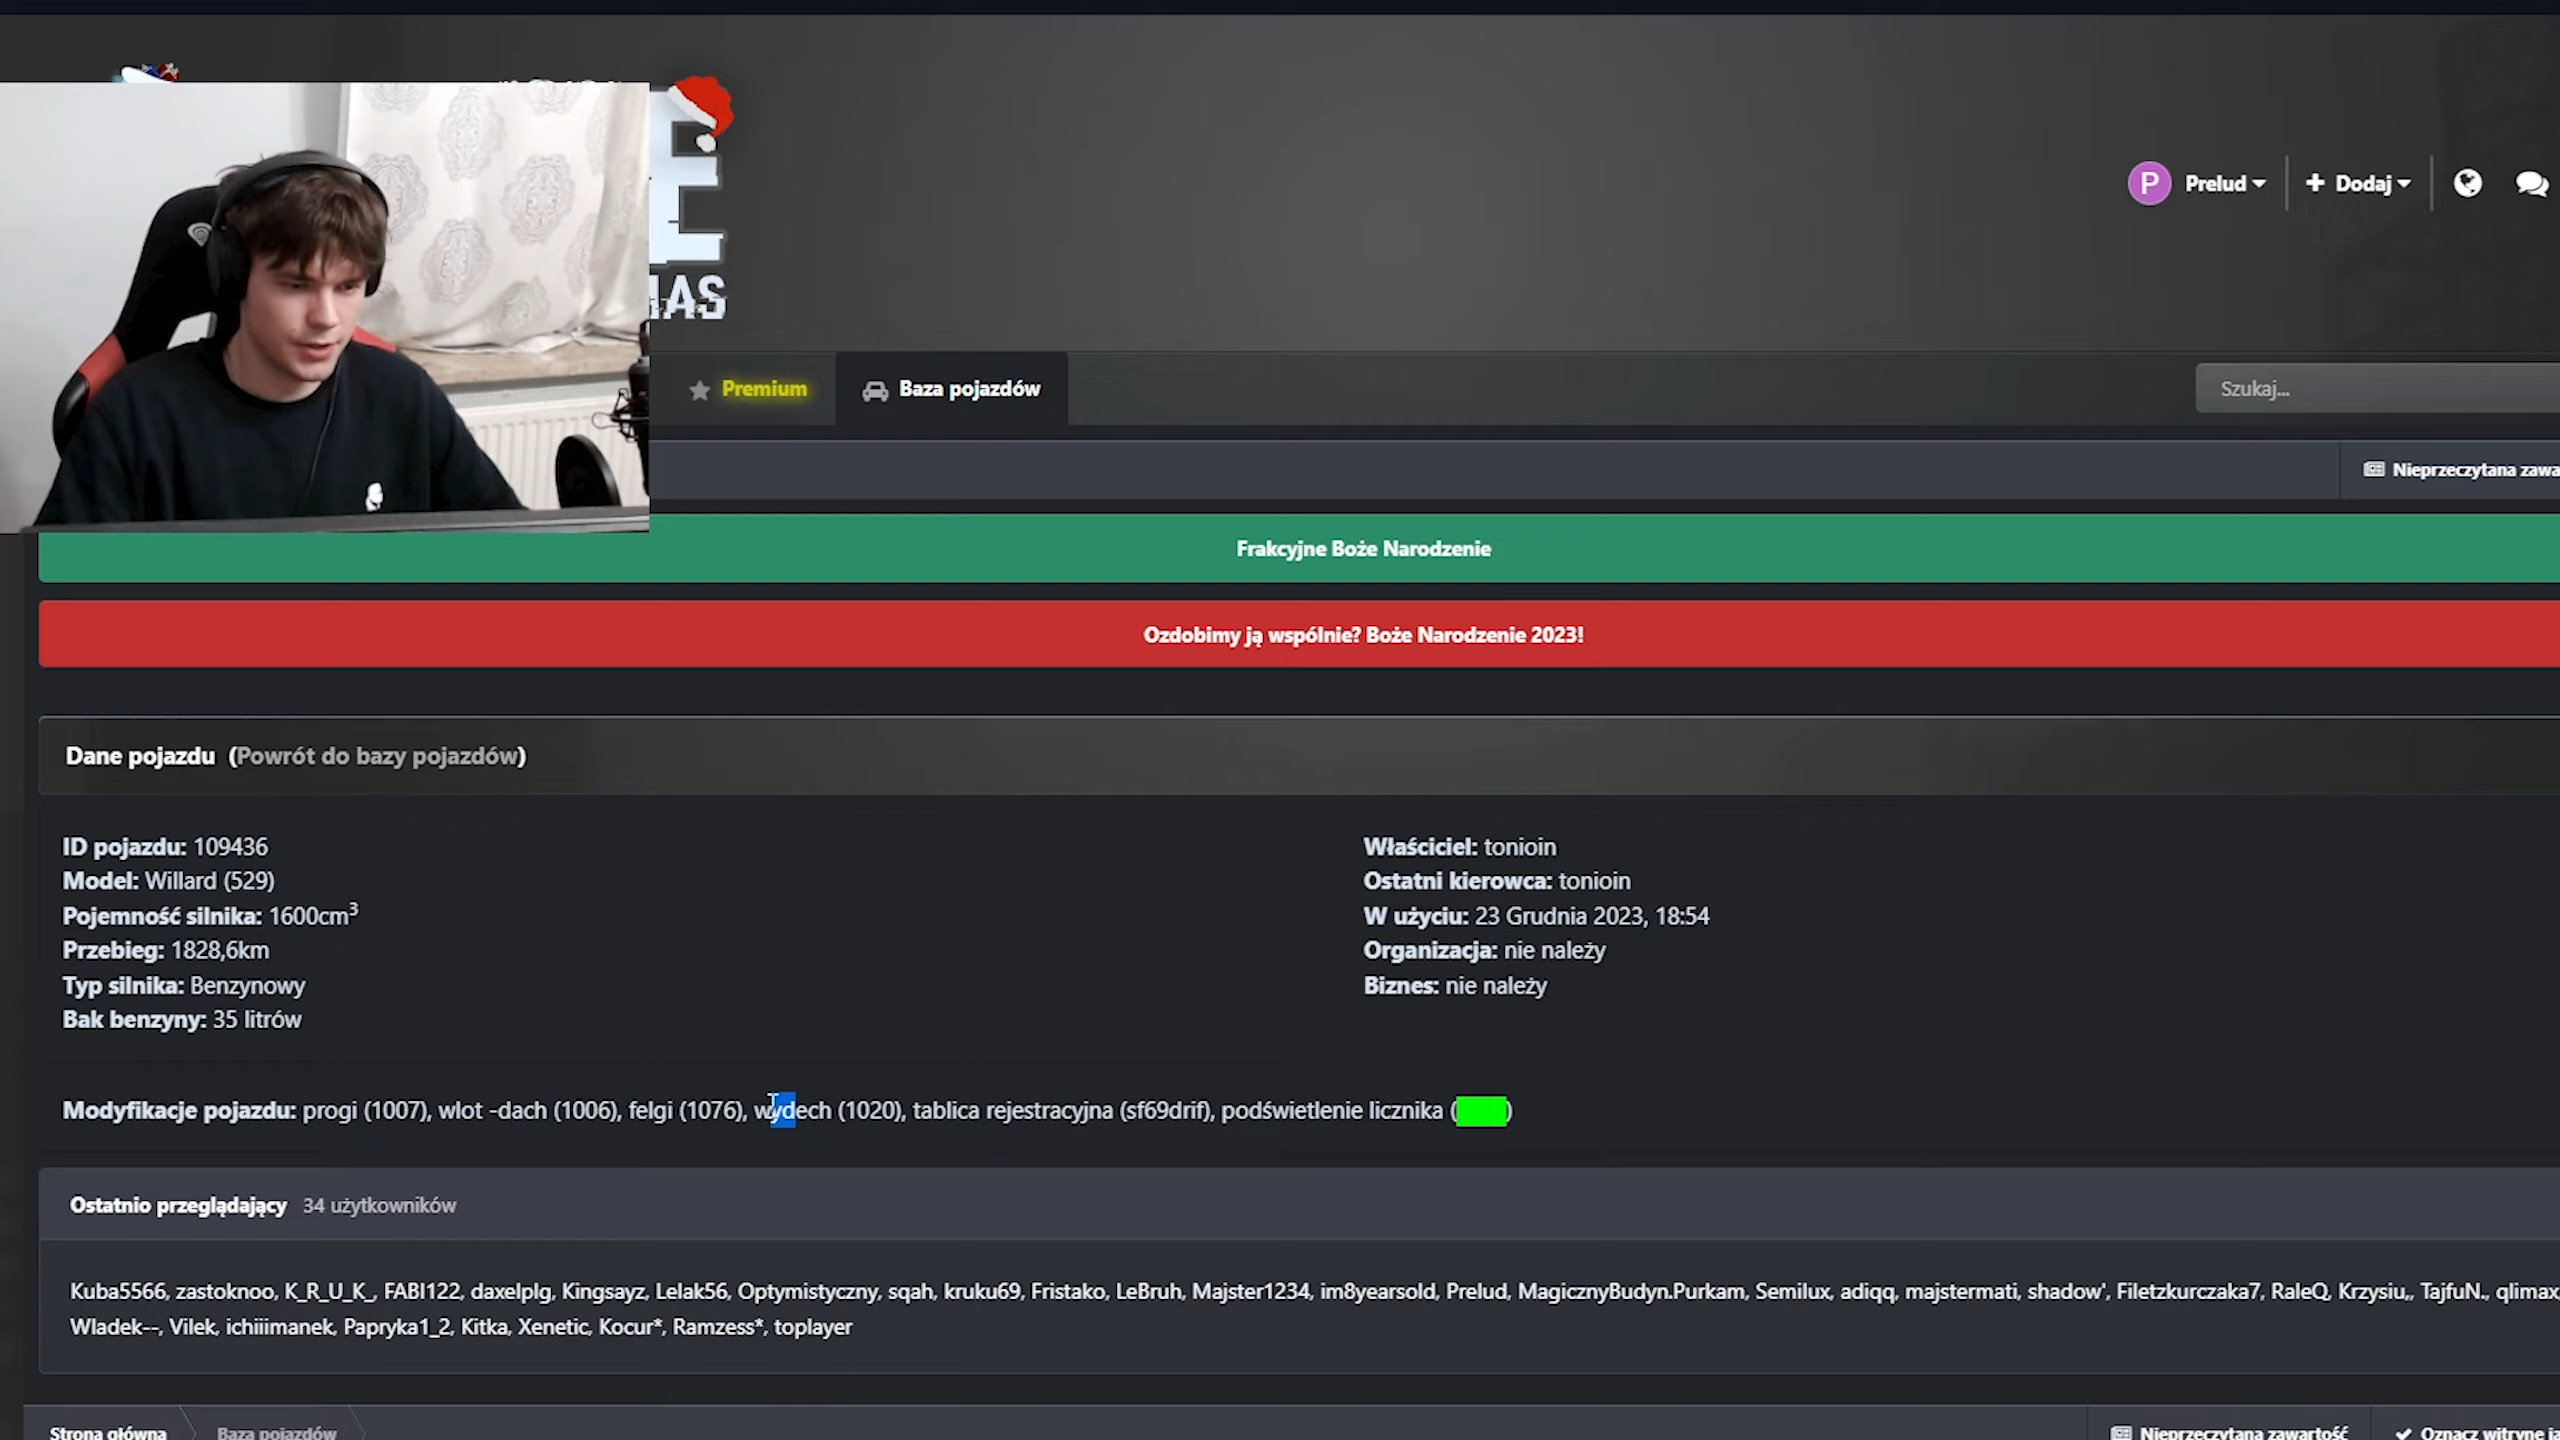 E
MAS
P Prelud
Dodaj
Premium
Baza pojazdów
Szukaj...
Nieprzeczytana zawa
Frakcyjne Boże Narodzenie
Ozdobimy ją wspólnie? Boże Narodzenie 2023!
Dane pojazdu (Powrót do bazy pojazdów)
ID pojazdu: 109436
Model: Willard (529)
Pojemność silnika: 1600cm³
Przebieg: 1828,6km
Typ silnika: Benzynowy
Bak benzyny: 35 litrów
Właściciel: tonioin
Ostatni kierowca: tonioin
W użyciu: 23 Grudnia 2023, 18:54
Organizacja: nie należy
Biznes: nie należy
Modyfikacje pojazdu: progi (1007), wlot -dach (1006), felgi (1076), wydech (1020), tablica rejestracyjna (sf69drif), podświetlenie licznika ( )
Ostatnio przeglądający 34 użytkowników
Kuba5566, zastoknoo, K_R_U_K_, FABI122, daxelplg, Kingsayz, Lelak56, Optymistyczny, sqah, kruku69, Fristako, LeBruh, Majster1234, im8yearsold, Prelud, MagicznyBudyn.Purkam, Semilux, adiqq, majstermati, shadow', Filetzkurczaka7, RaleQ, Krzysiu,, TajfuN., qlimax,
Wladek--, Vilek, ichiiimanek, Papryka1_2, Kitka, Xenetic, Kocur*, Ramzess*, toplayer
Strona główna
Baza pojazdów
Nieprzeczytana zawartość
Oznacz witrynę ja